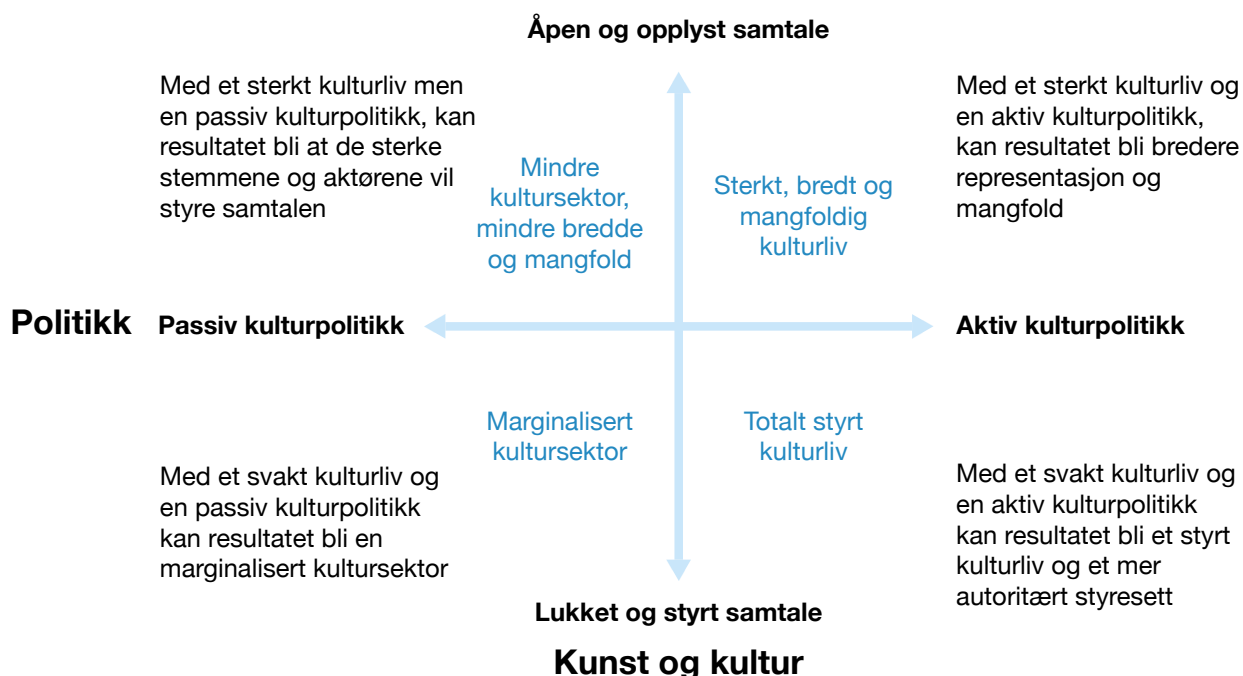 Åpen og opplyst samtale
Med et sterkt kulturliv men
en passiv kulturpolitikk, kan
resultatet bli at de sterke
stemmene og aktørene vil
styre samtalen
Mindre
kultursektor,
mindre bredde
og mangfold
Sterkt, bredt og
mangfoldig
kulturliv
Med et sterkt kulturliv og
en aktiv kulturpolitikk,
kan resultatet bli bredere
representasjon og
mangfold
Politikk
Passiv kulturpolitikk
Aktiv kulturpolitikk
Med et svakt kulturliv og
en passiv kulturpolitikk
kan resultatet bli en
marginalisert kultursektor
Marginalisert
kultursektor
Totalt styrt
kulturliv
Med et svakt kulturliv og
en aktiv kulturpolitikk
kan resultatet bli et styrt
kulturliv og et mer
autoritært styresett
Lukket og styrt samtale
Kunst og kultur